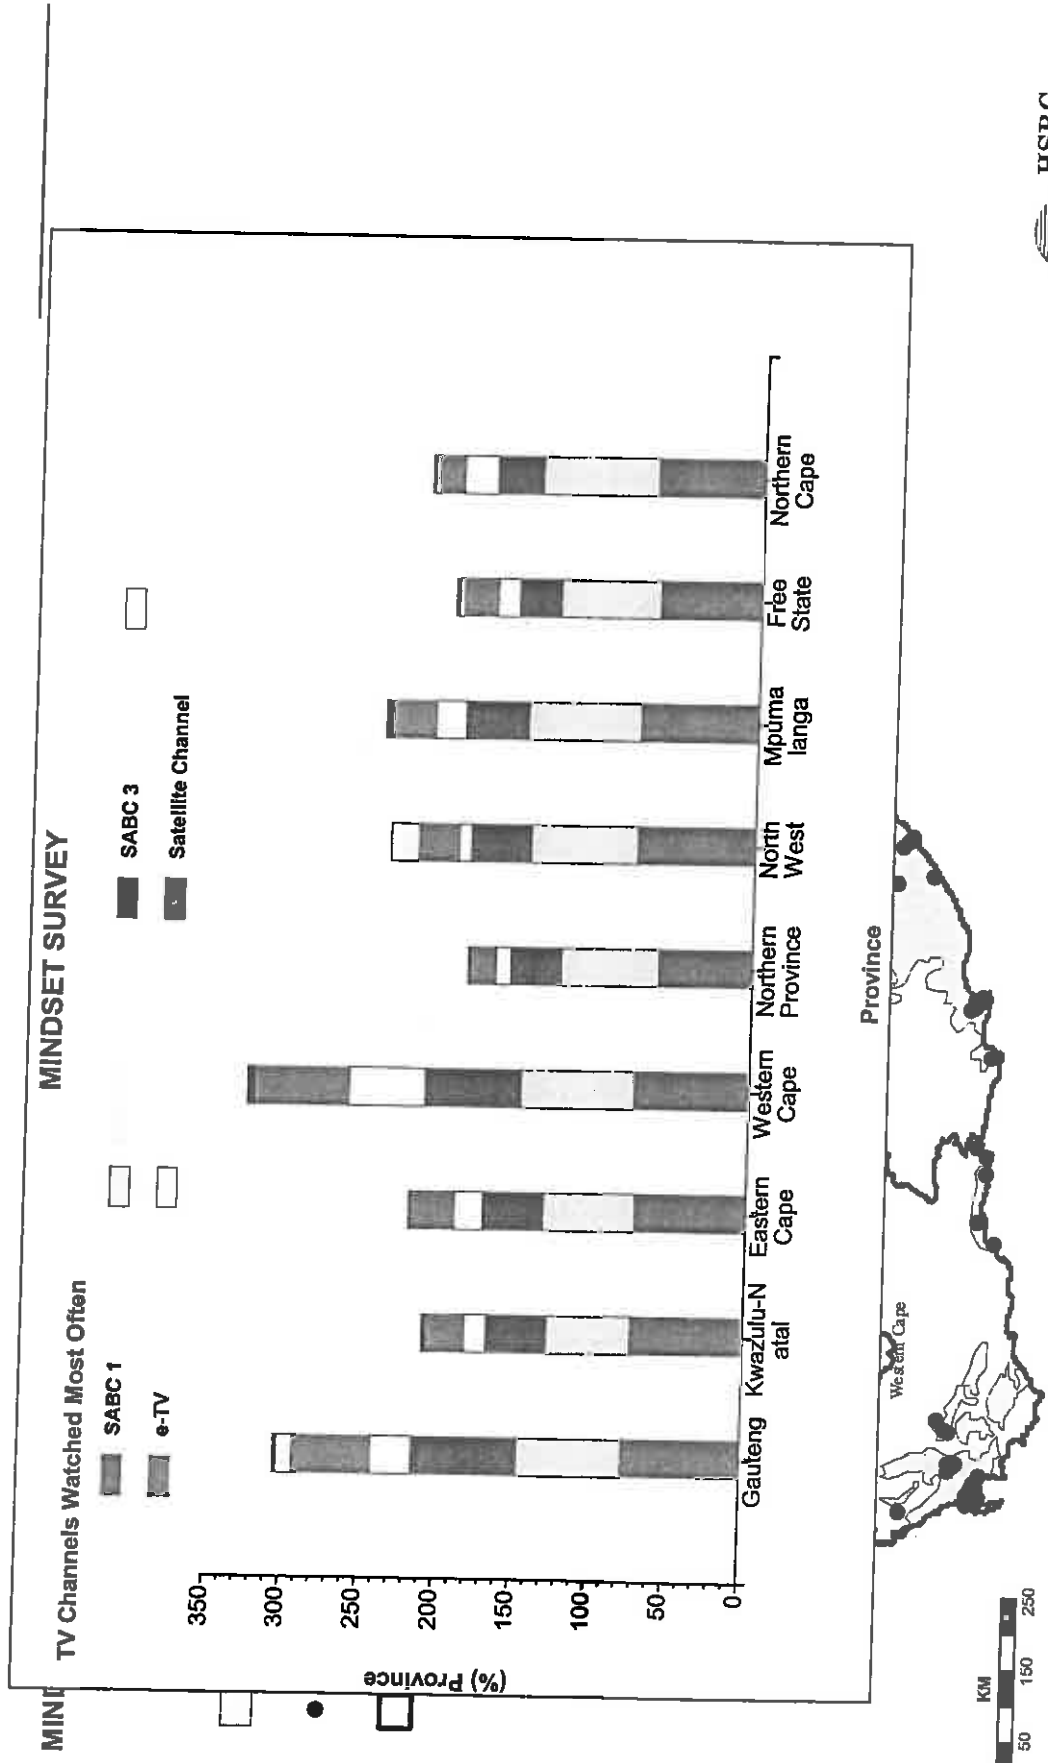 MINDSET SURVEY
MIN
TV Channels Watched Most Often
SABC 1
SABC 3
e-TV
Satellite Channel
(%) Province
350
300
250
200
150
100
50
0
Gauteng
Kwazulu-N
atal
Eastern
Cape
Western
Cape
Northern
Province
North
West
Mpuma
langa
Free
State
Northern
Cape
Province
Western Cape
KM
50
150
250